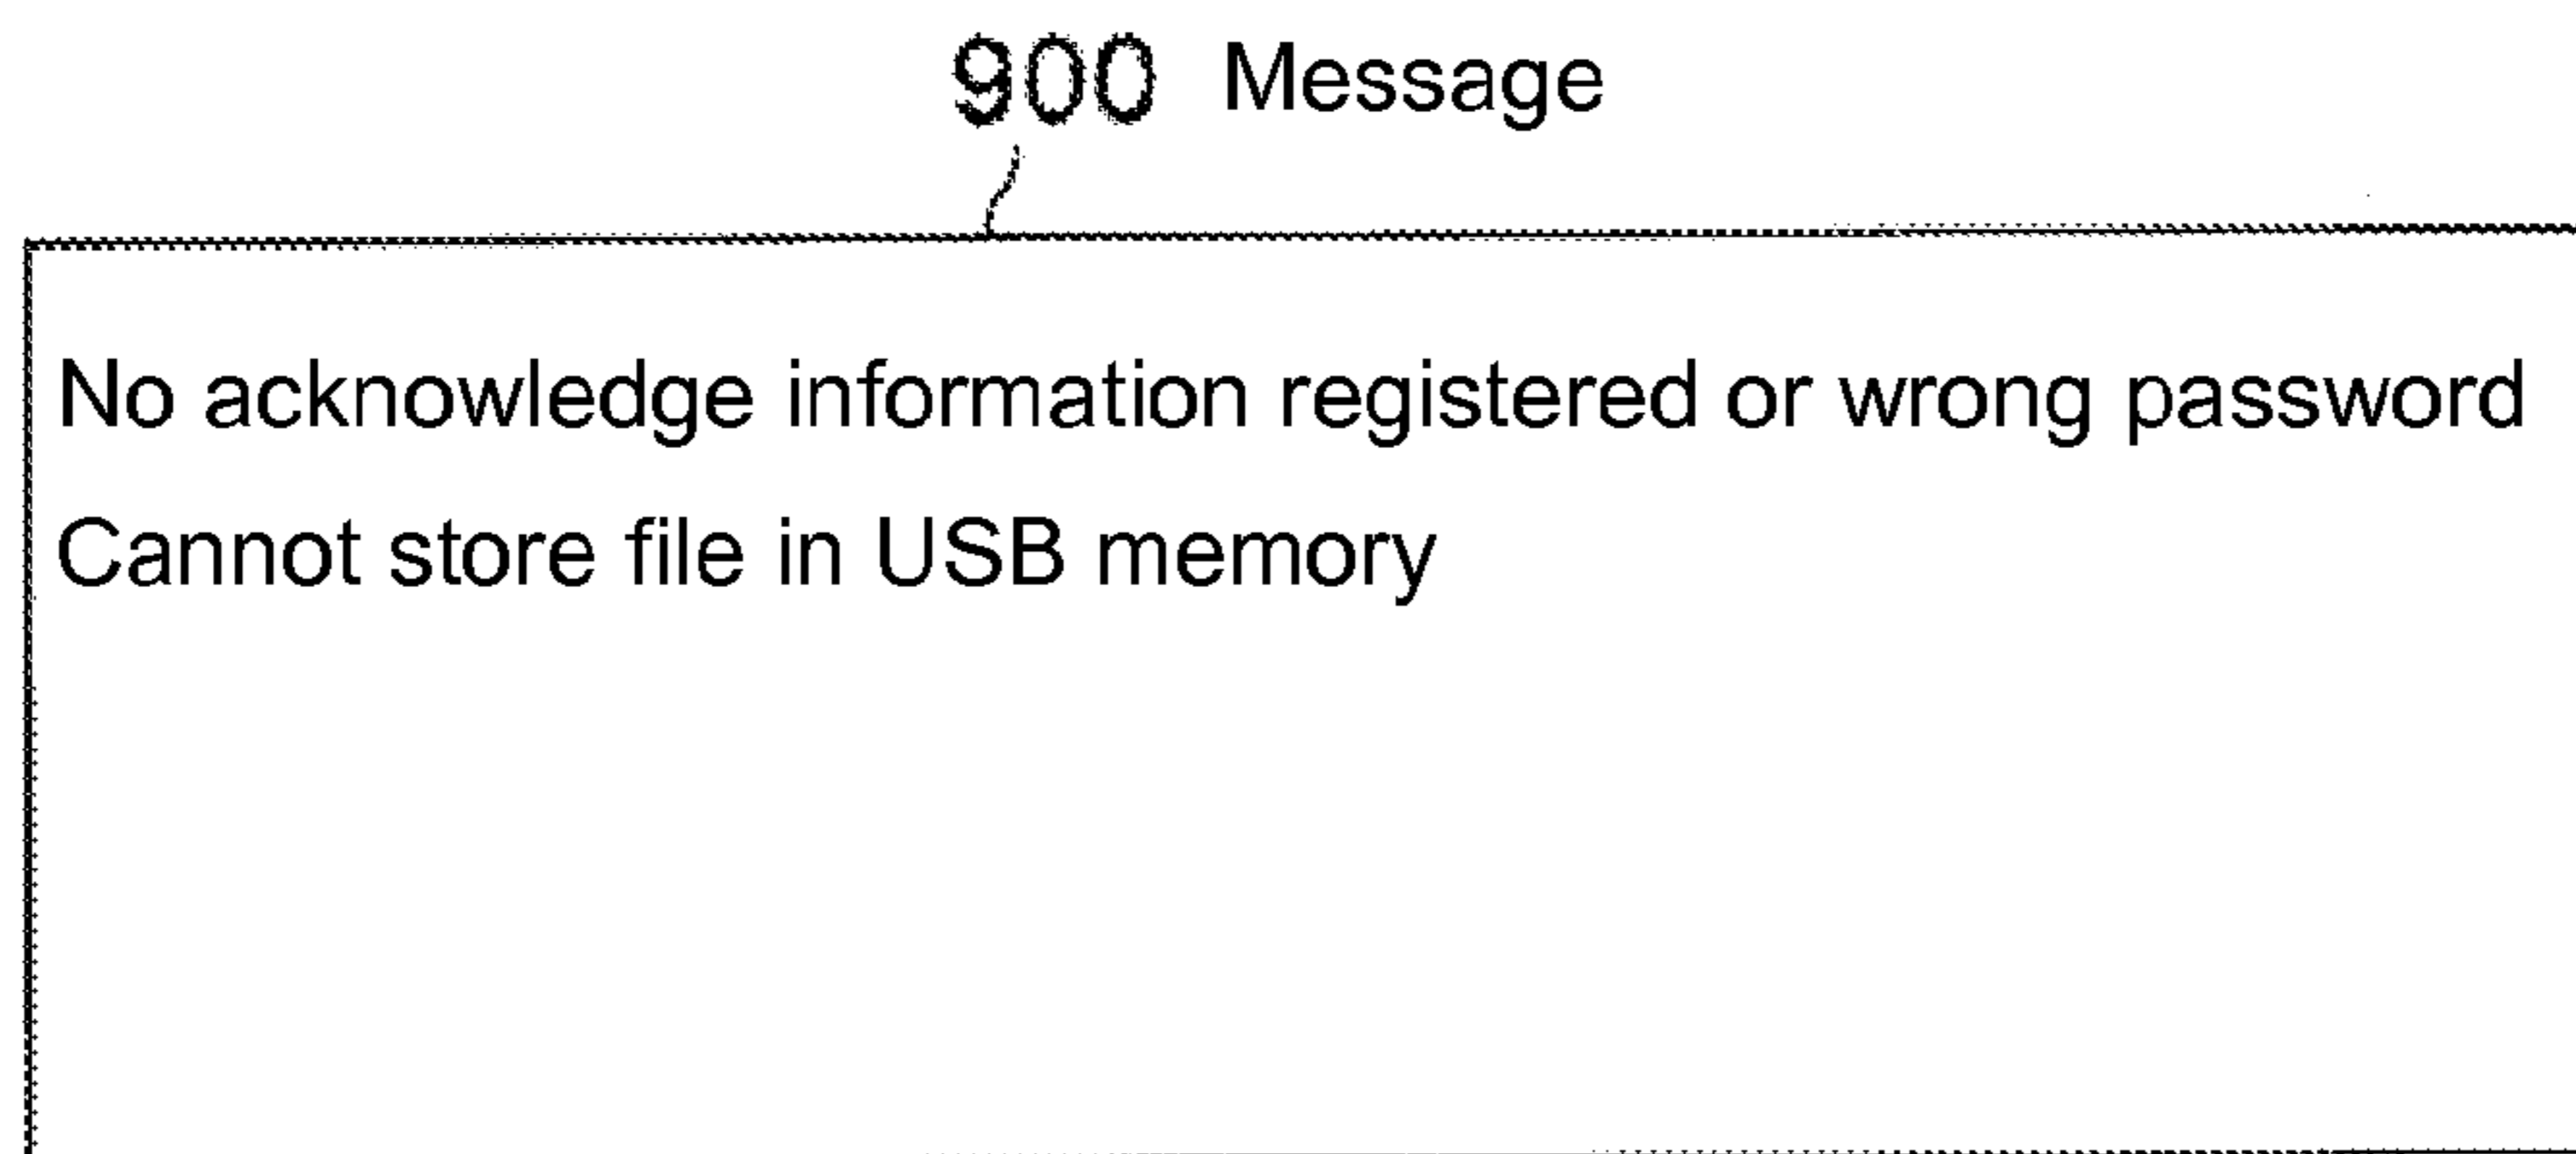 900 Message
No acknowledge information registered or wrong password
Cannot store file in USB memory